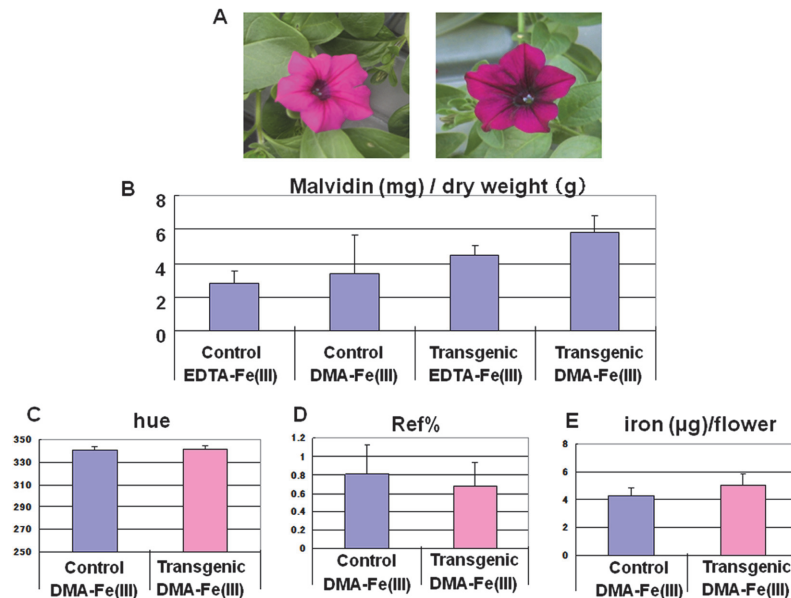 A
B
Malvidin (mg) / dry weight (g)
8
6
4
2
0
Control
EDTA-Fe(III)
Control
DMA-Fe(III)
Transgenic
EDTA-Fe(III)
Transgenic
DMA-Fe(III)
C
hue
350
330
310
290
270
250
Control
DMA-Fe(III)
Transgenic
DMA-Fe(III)
D
Ref%
1.2
1
0.8
0.6
0.4
0.2
0
Control
DMA-Fe(III)
Transgenic
DMA-Fe(III)
E
iron (μg)/flower
8
6
4
2
0
Control
DMA-Fe(III)
Transgenic
DMA-Fe(III)